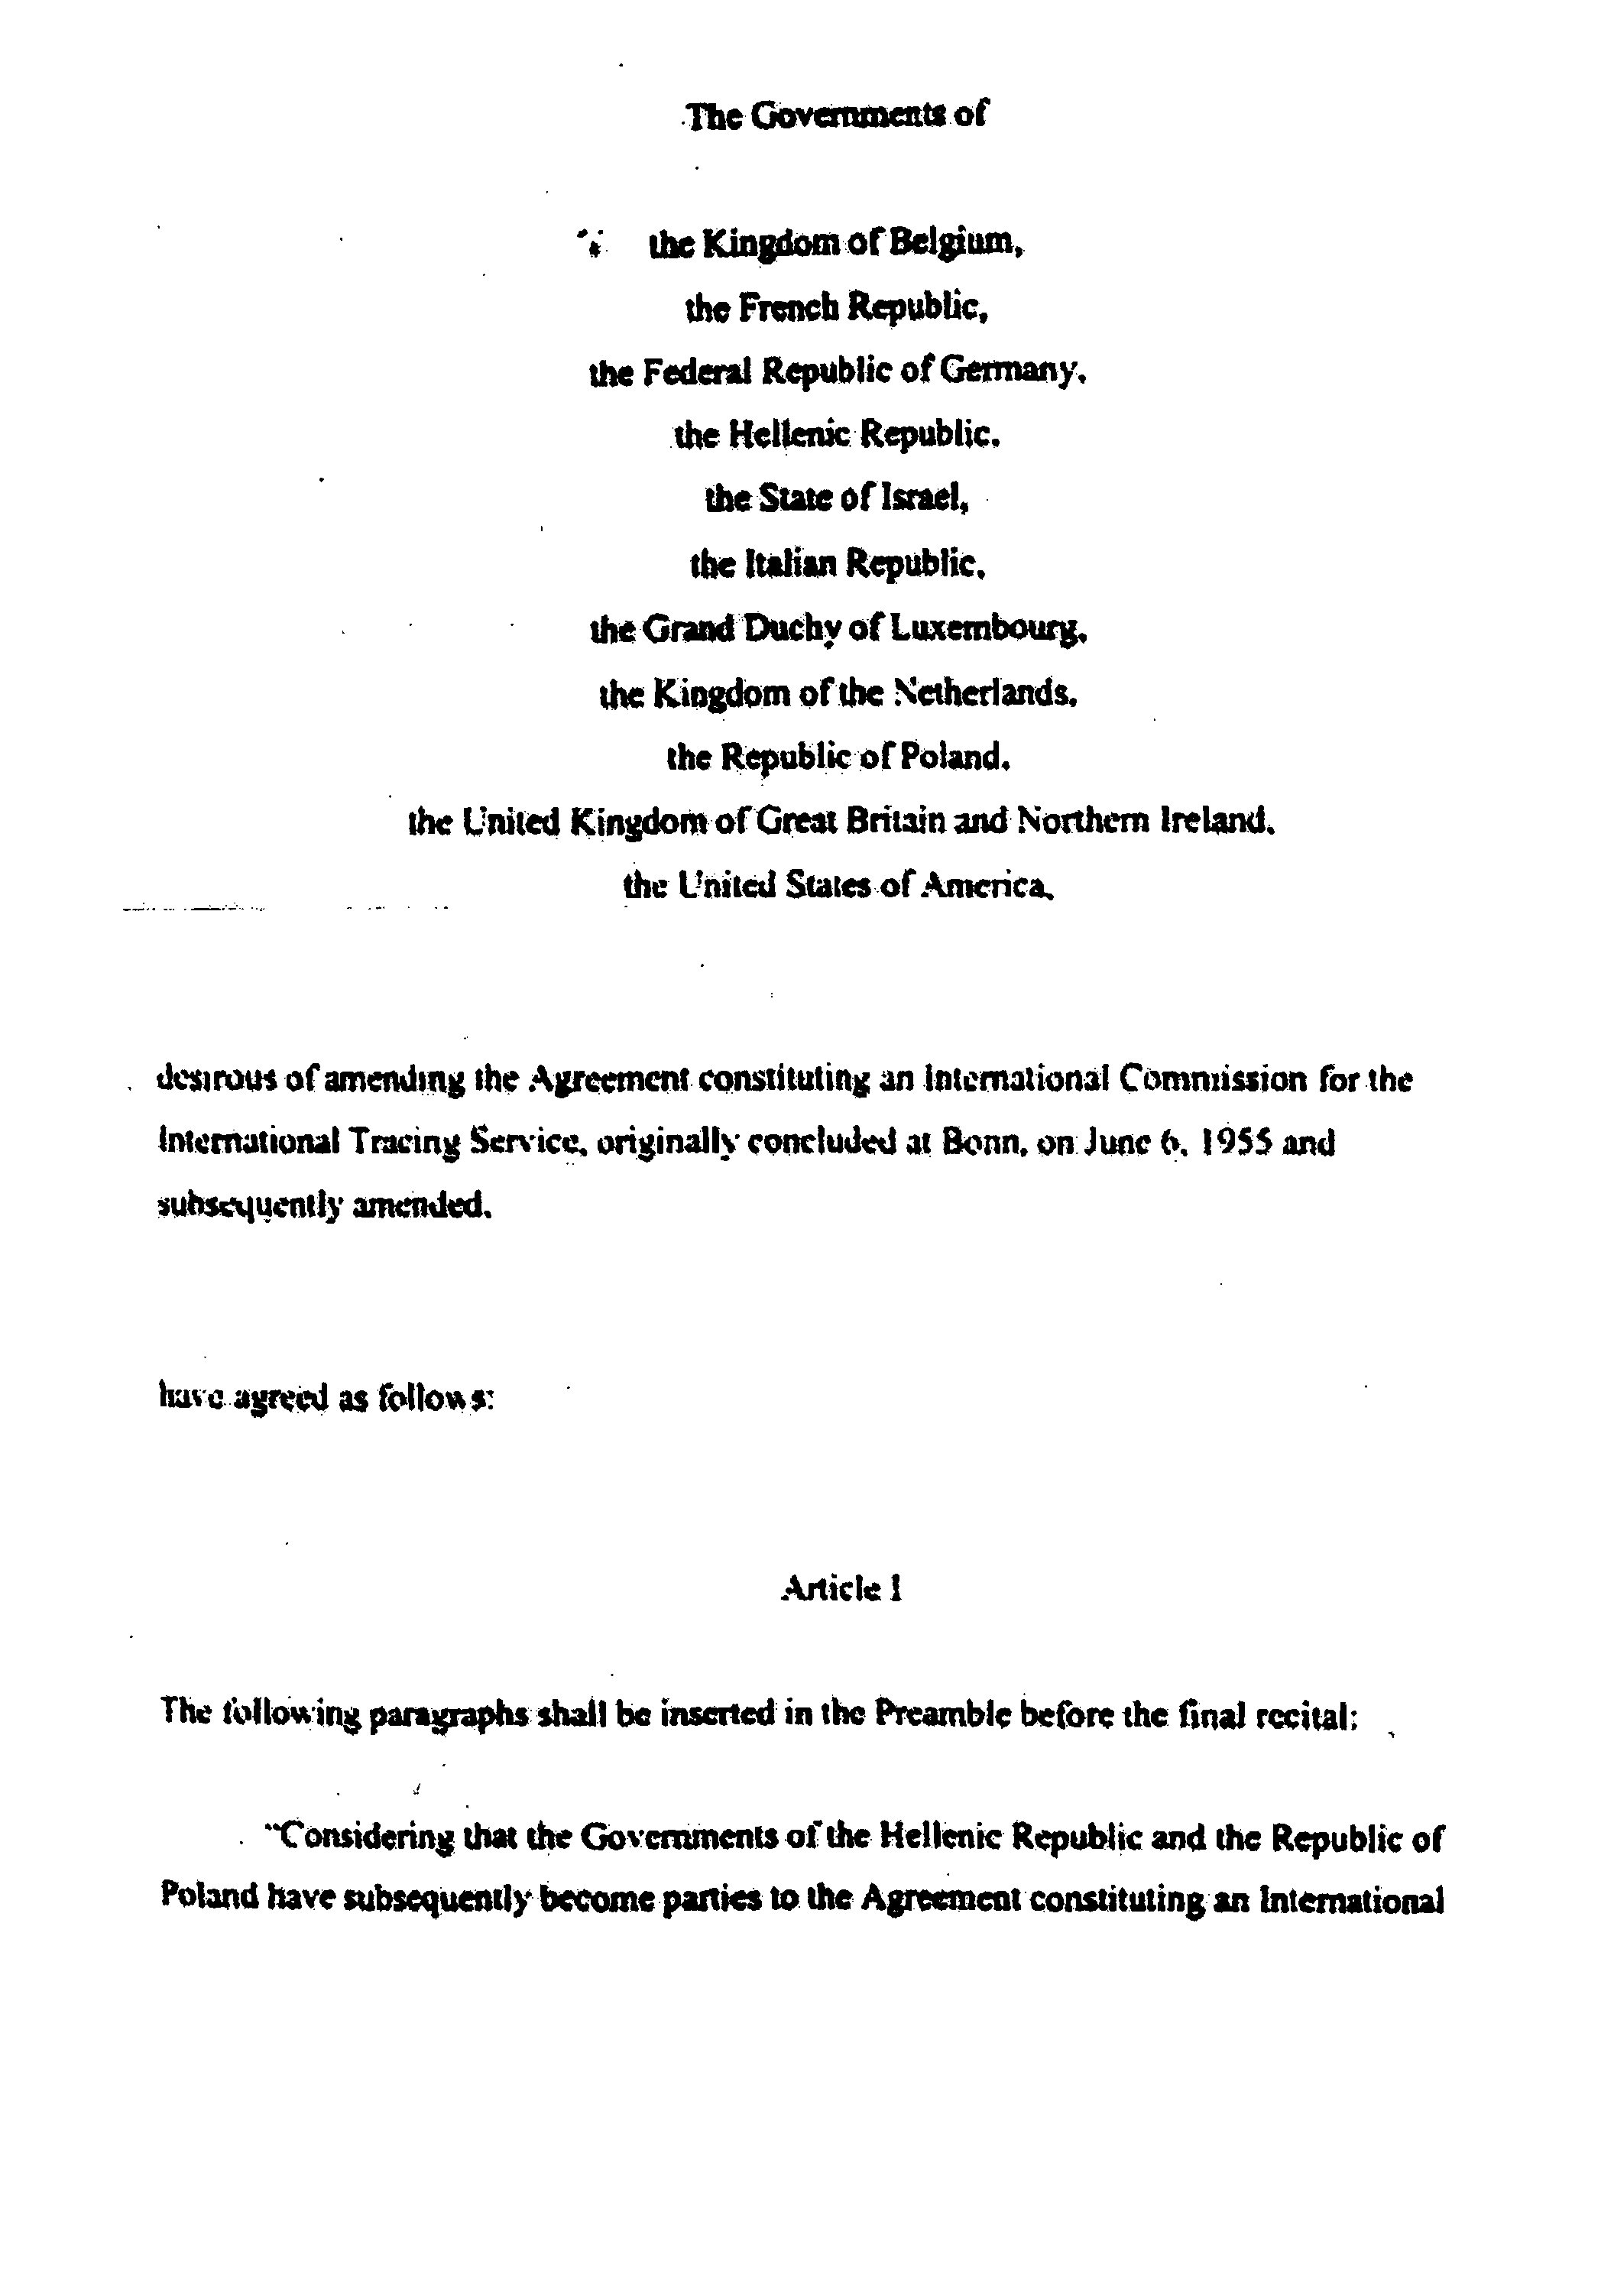 The Governments of
the Kingdom of Belgium,
the French Republic,
the Federal Republic of Germany,
the Hellenic Republic,
the State of Israel,
the Italian Republic,
the Grand Duchy of Luxembourg,
the Kingdom of the Netherlands,
the Republic of Poland,
the United Kingdom of Great Britain and Northern Ireland,
the United States of America,
desirous of amending the Agreement constituting an International Commission for the
International Tracing Service, originally concluded at Bonn, on June 6, 1955 and
subsequently amended,
have agreed as follows:
Article 1
The following paragraphs shall be inserted in the Preamble before the final recital:
"Considering that the Governments of the Hellenic Republic and the Republic of
Poland have subsequently become parties to the Agreement constituting an International